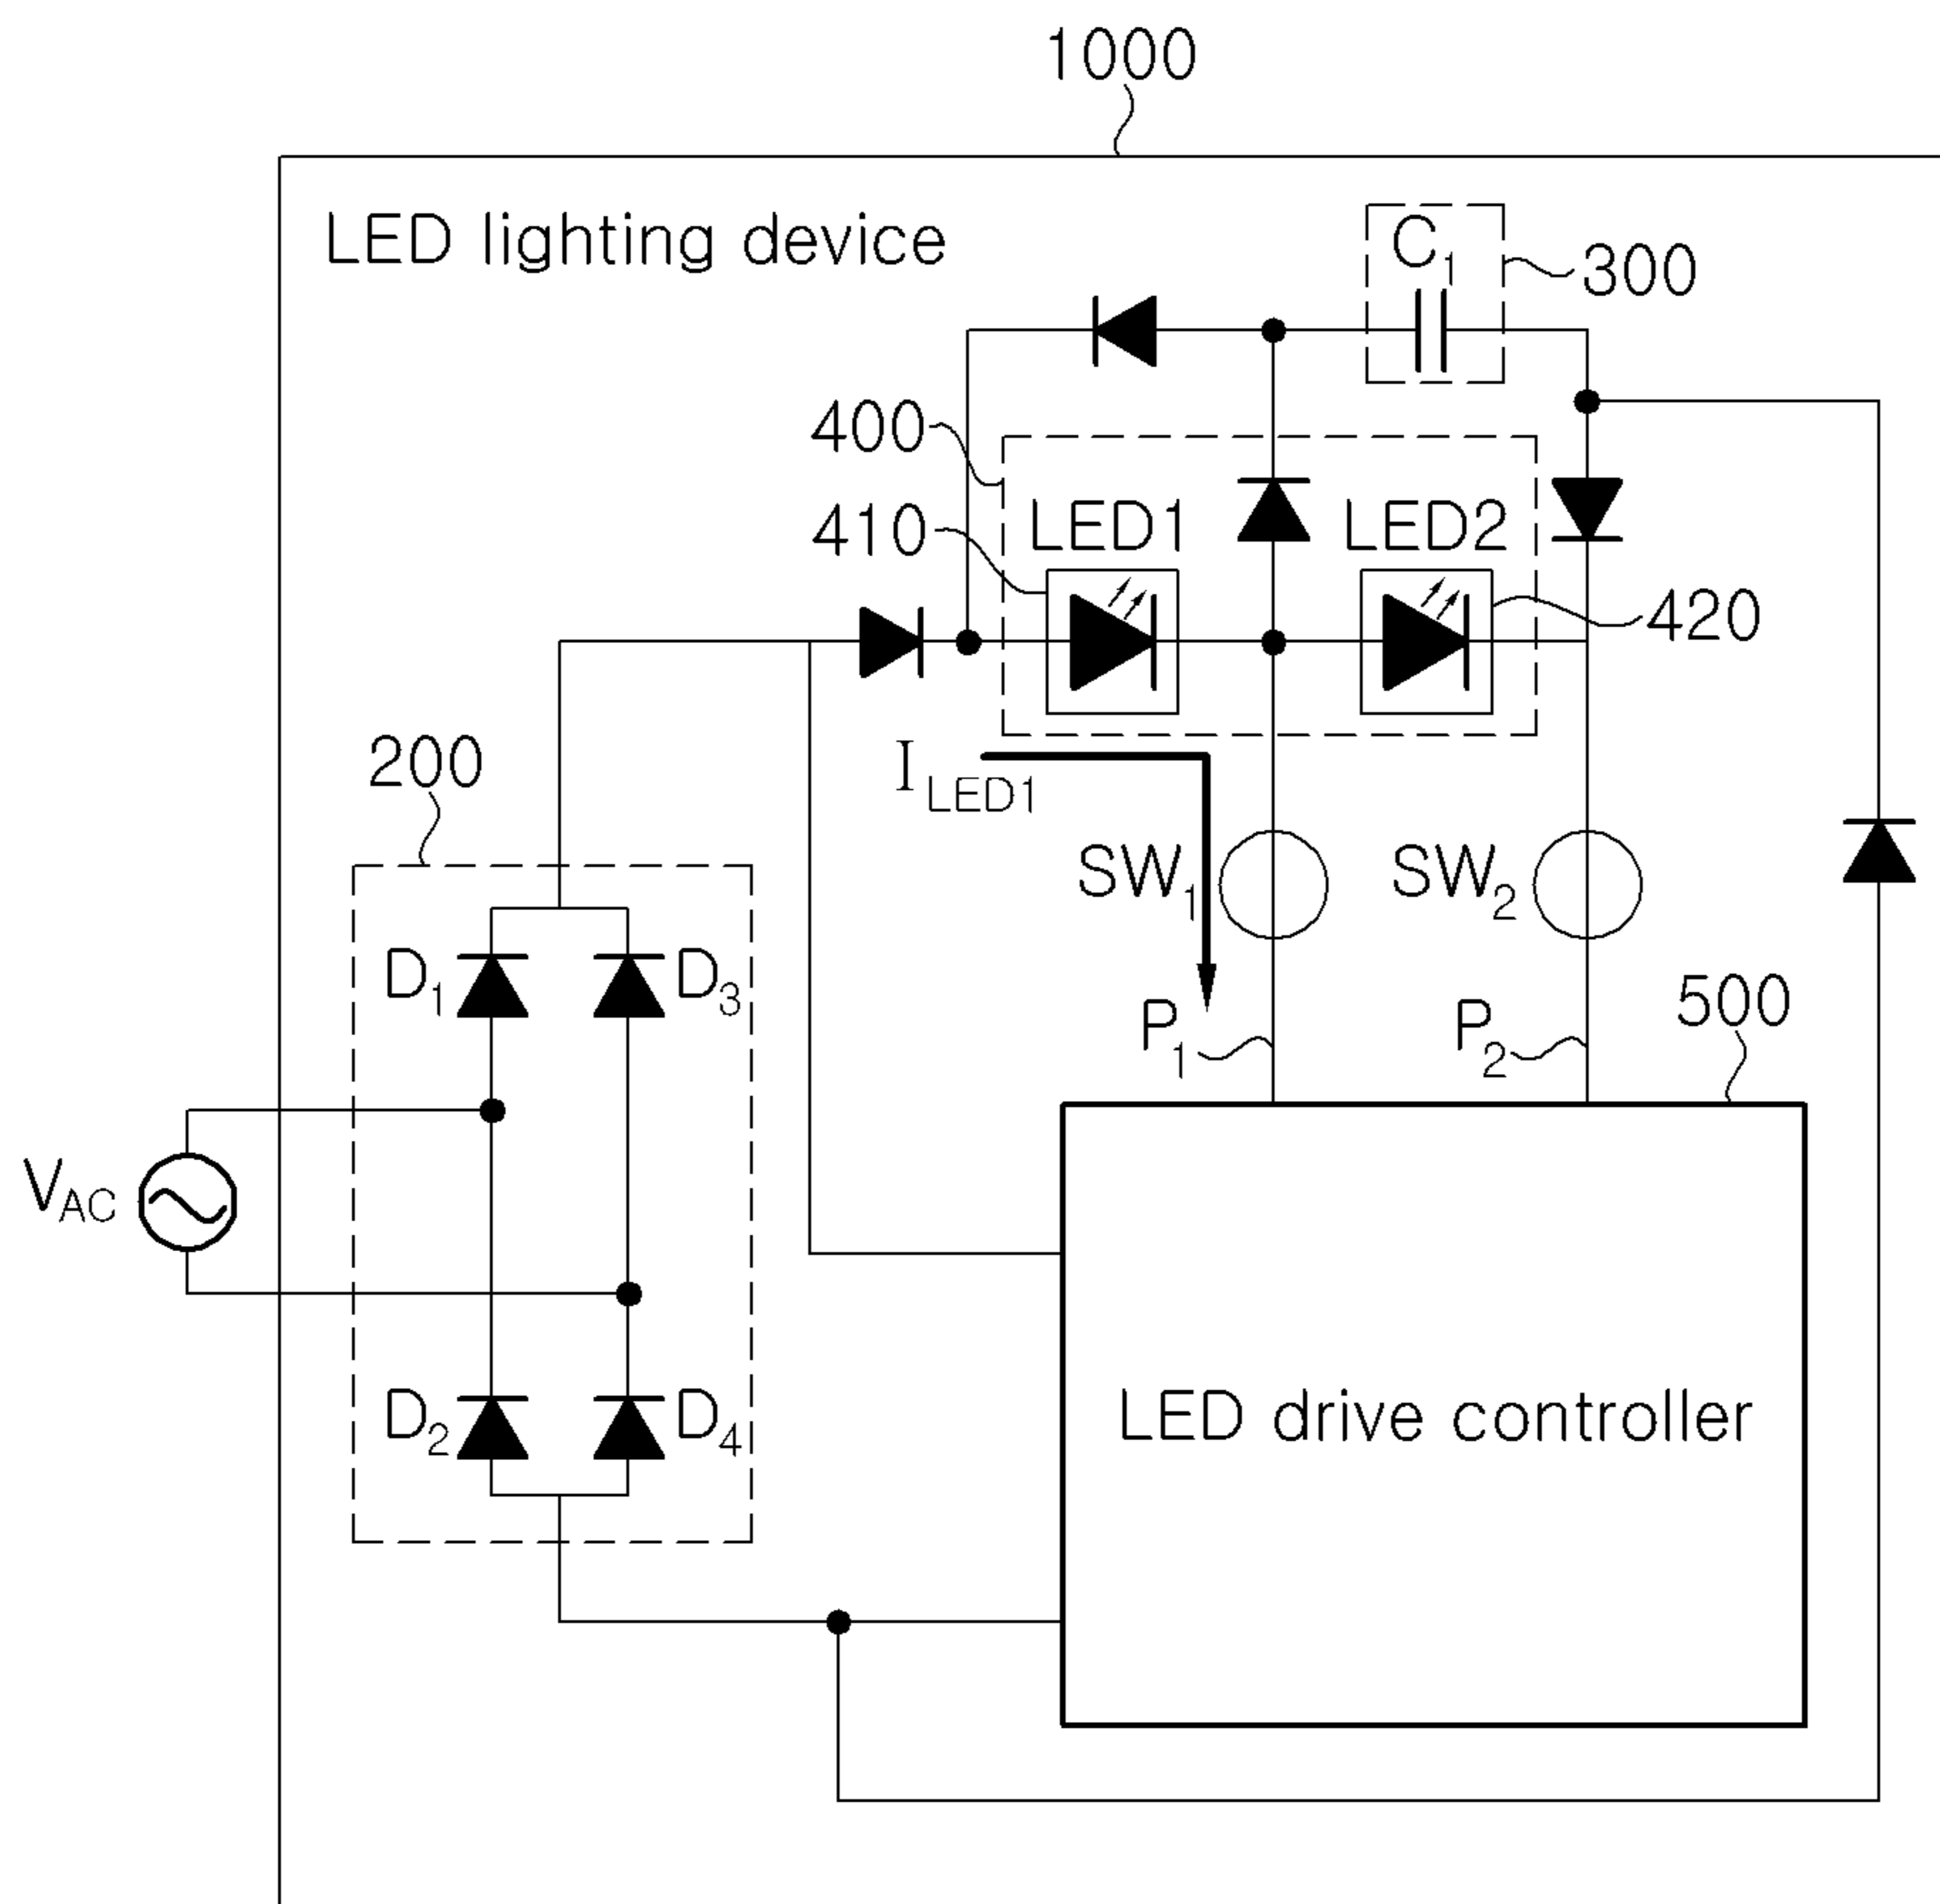 1000
LED lighting device
C1
300
400
410
LED1
LED2
420
200
ILED1
SW1
SW2
D1
D3
P1
P2
500
VAC
D2
D4
LED drive controller